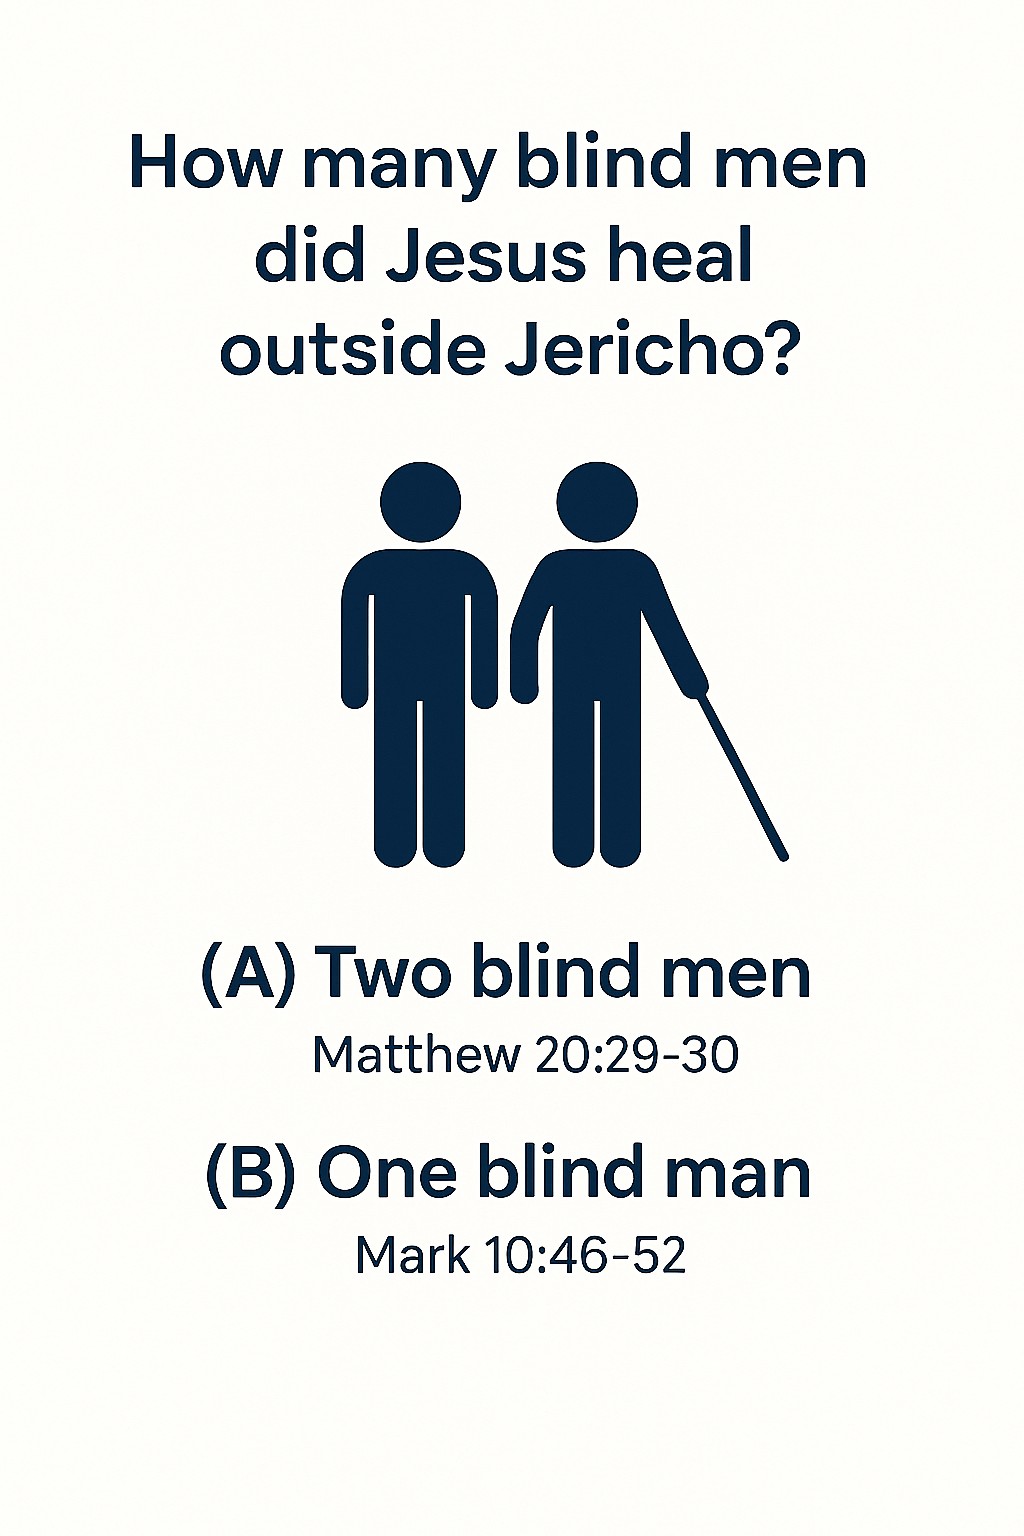 How many blind men
did Jesus heal
outside Jericho?
(A) Two blind men
Matthew 20:29-30
(B) One blind man
Mark 10:46-52